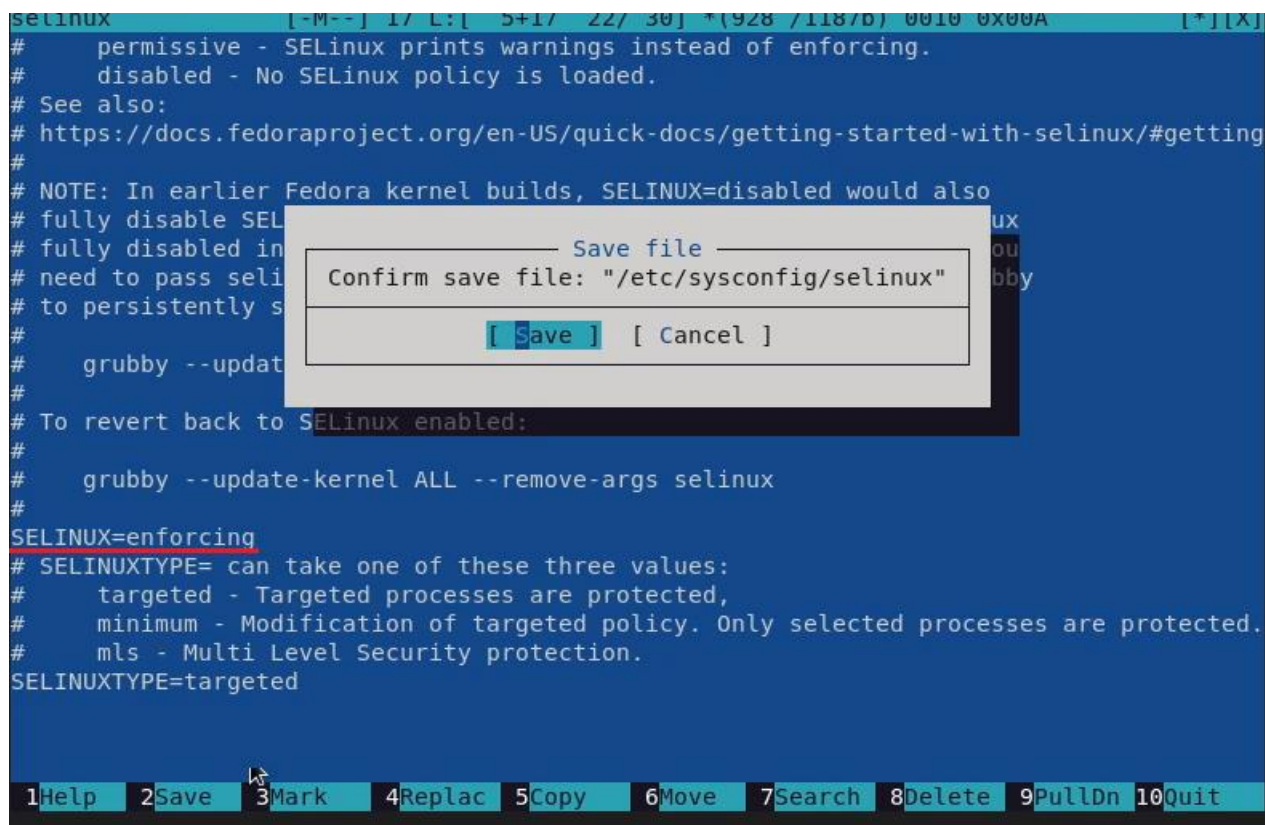 selinux [-M--] 17 L:[ 5+17 22/ 30] *(928 /1187b) 0010 0x00A [*][X]
#     permissive - SELinux prints warnings instead of enforcing.
#     disabled - No SELinux policy is loaded.
# See also:
# https://docs.fedoraproject.org/en-US/quick-docs/getting-started-with-selinux/#getting
#
# NOTE: In earlier Fedora kernel builds, SELINUX=disabled would also
# fully disable SEL ux
# fully disabled in ou
# need to pass seli bby
# to persistently s
#
#    grubby --updat
#
Save file
Confirm save file: "/etc/sysconfig/selinux"
[ Save ] [ Cancel ]
# To revert back to SELinux enabled:
#
#    grubby --update-kernel ALL --remove-args selinux
#
SELINUX=enforcing
# SELINUXTYPE= can take one of these three values:
#     targeted - Targeted processes are protected,
#     minimum - Modification of targeted policy. Only selected processes are protected.
#     mls - Multi Level Security protection.
SELINUXTYPE=targeted
1Help 2Save 3Mark 4Replac 5Copy 6Move 7Search 8Delete 9PullDn 10Quit